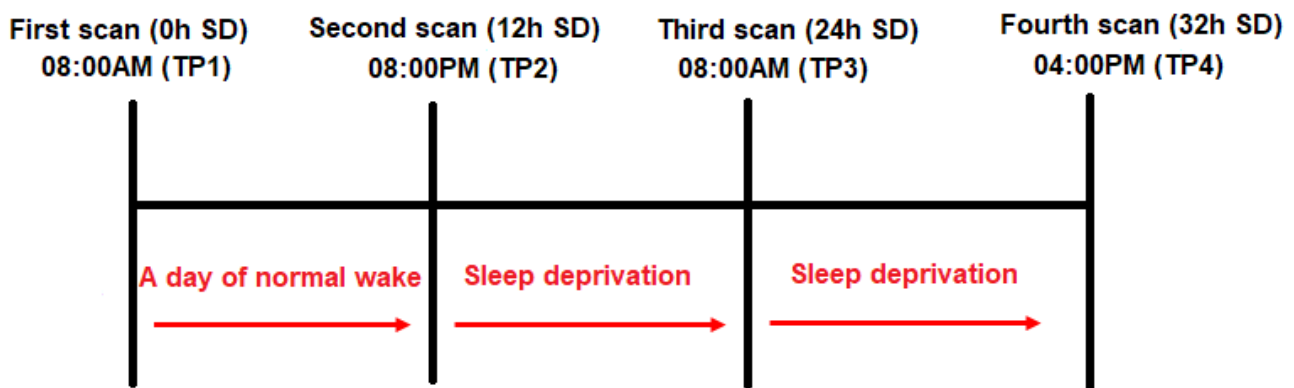 First scan (0h SD)
08:00AM (TP1)
Second scan (12h SD)
08:00PM (TP2)
Third scan (24h SD)
08:00AM (TP3)
Fourth scan (32h SD)
04:00PM (TP4)
A day of normal wake
Sleep deprivation
Sleep deprivation